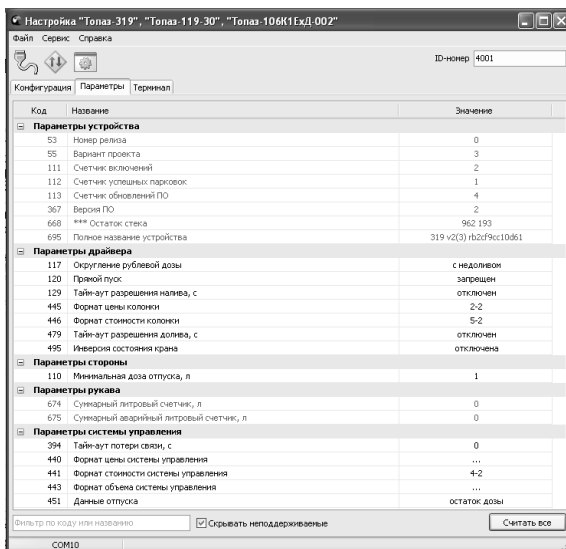 Настройка "Топаз-319", "Топаз-119-30", "Топаз-106К1ЕхД-002"
Файл Сервис Справка
ID-номер 4001
Конфигурация Параметры Терминал
Код Название Значение
Параметры устройства
53 Номер релиза 0
55 Вариант проекта 3
111 Счетчик включений 2
112 Счетчик успешных парковок 1
113 Счетчик обновлений ПО 4
367 Версия ПО 2
668 *** Остаток стека 962 193
695 Полное название устройства 319 v2(3) rb2cf9cc10d61
Параметры драйвера
117 Округление рублевой дозы с недоливом
120 Прямой пуск запрещен
129 Тайм-аут разрешения налива, с отключен
445 Формат цены колонки 2-2
446 Формат стоимости колонки 5-2
479 Тайм-аут разрешения долива, с отключен
495 Инверсия состояния крана отключена
Параметры стороны
110 Минимальная доза отпуска, л 1
Параметры рукава
674 Суммарный литровый счетчик, л 0
675 Суммарный аварийный литровый счетчик, л 0
Параметры системы управления
394 Тайм-аут потери связи, с 0
440 Формат цены системы управления ...
441 Формат стоимости системы управления 4-2
443 Формат объема системы управления ...
451 Данные отпуска остаток дозы
Фильтр по коду или названию Скрывать неподдерживаемые Считать все
COM10